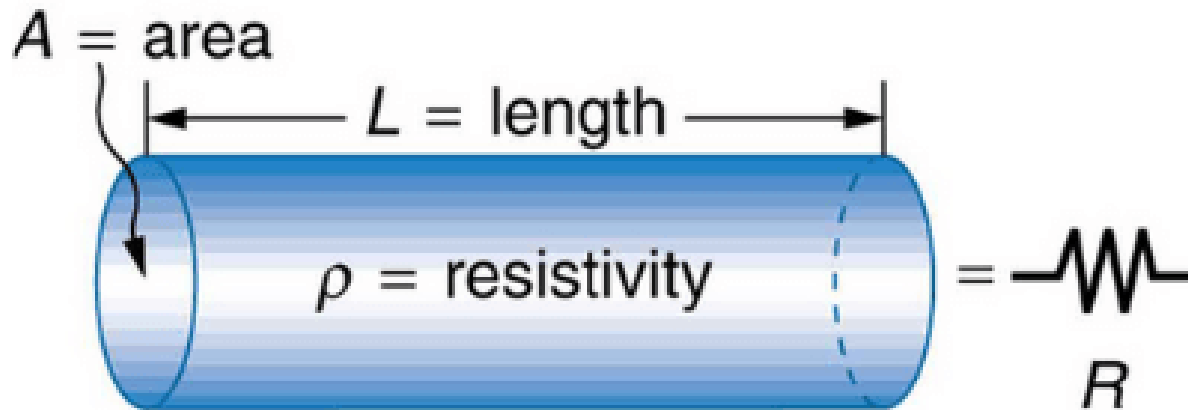 A = area
L = length
ρ = resistivity
=
R